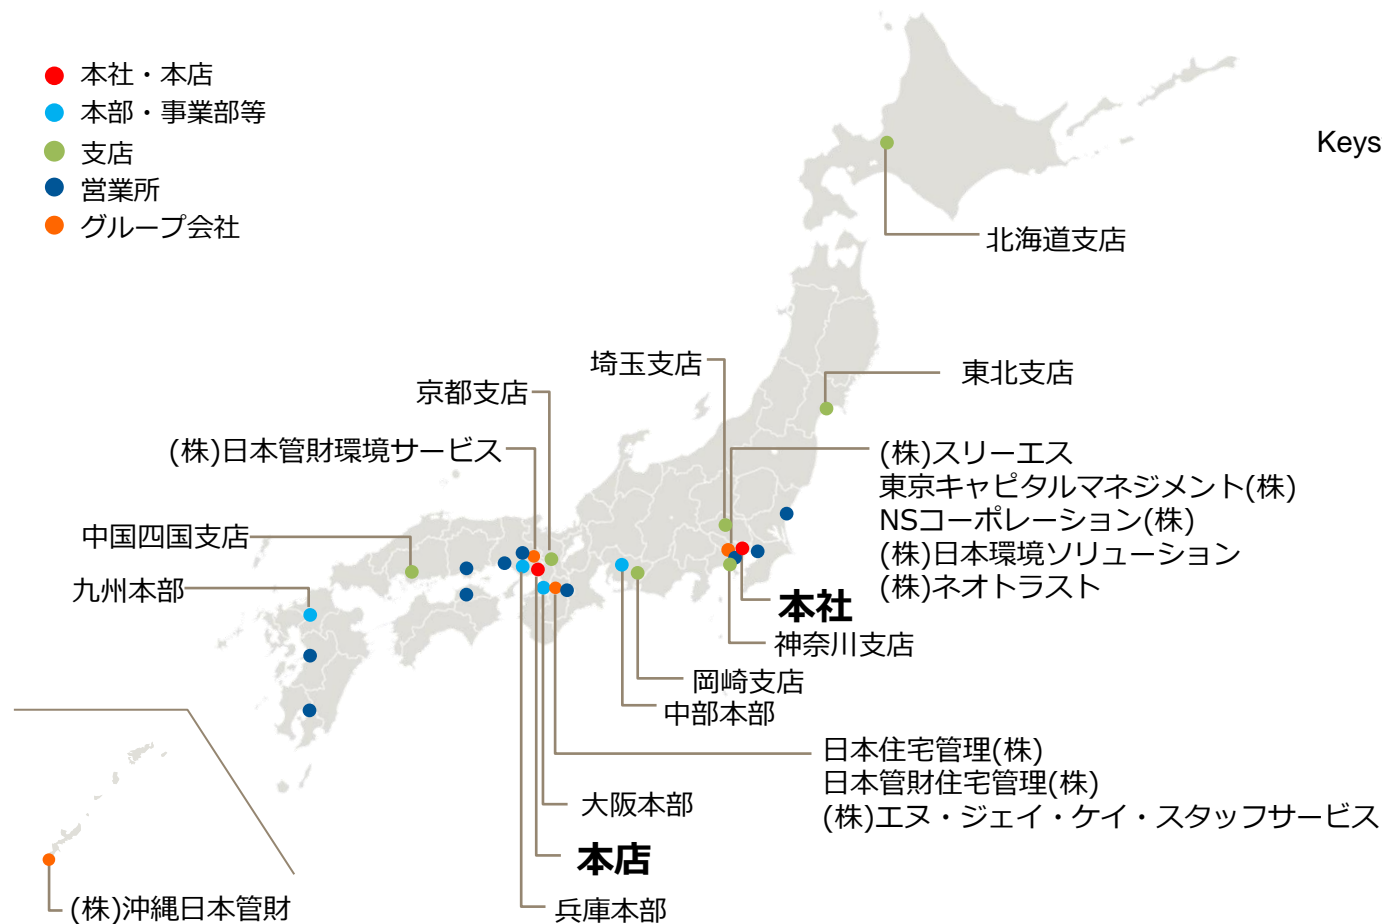 本社・本店
本部・事業部等
支店
営業所
グループ会社
Keys
北海道支店
埼玉支店
東北支店
京都支店
(株)日本管財環境サービス
(株)スリーエス
東京キャピタルマネジメント(株)
NSコーポレーション(株)
(株)日本環境ソリューション
(株)ネオトラスト
中国四国支店
九州本部
本社
神奈川支店
岡崎支店
中部本部
日本住宅管理(株)
日本管財住宅管理(株)
(株)エヌ・ジェイ・ケイ・スタッフサービス
大阪本部
本店
兵庫本部
(株)沖縄日本管財